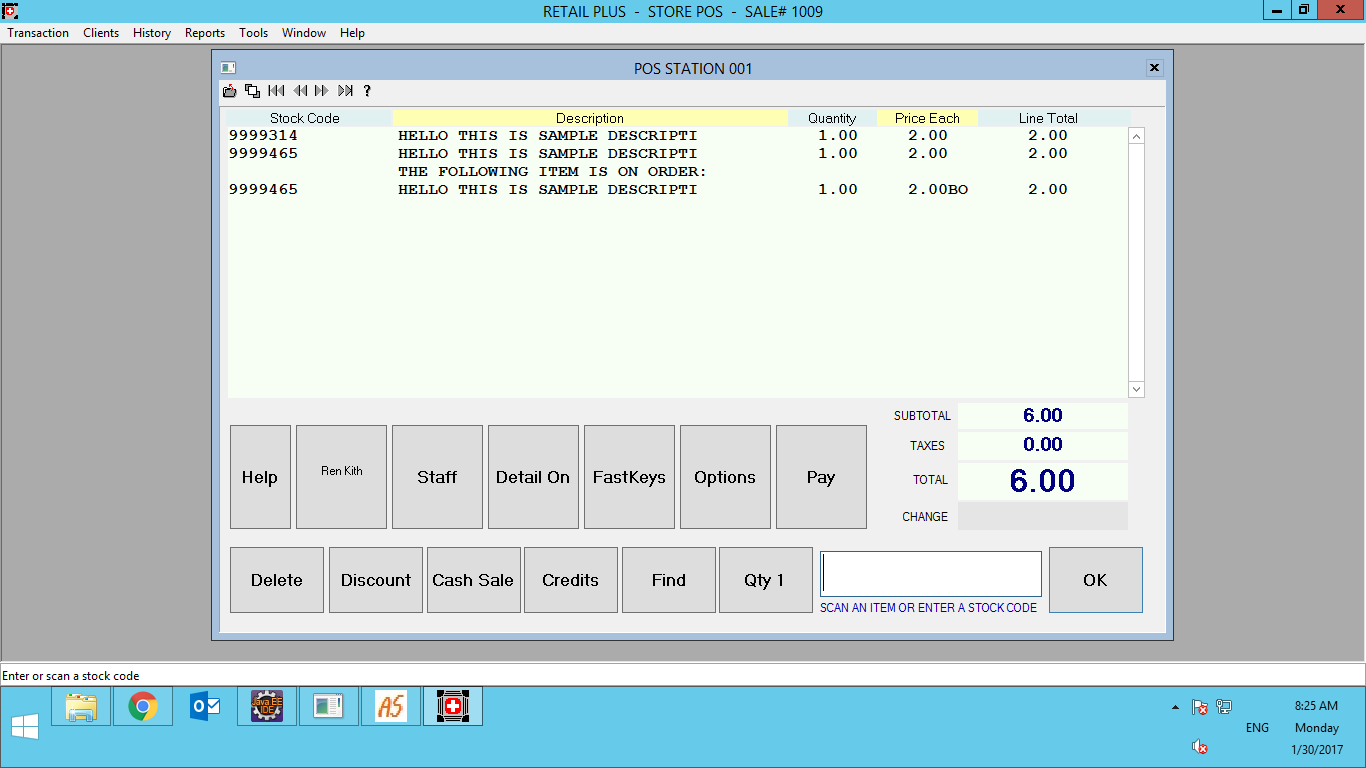 RETAIL PLUS - STORE POS - SALE# 1009
Transaction Clients History Reports Tools Window Help
POS STATION 001
?
Stock Code Description Quantity Price Each Line Total
9999314 HELLO THIS IS SAMPLE DESCRIPTI 1.00 2.00 2.00
9999465 HELLO THIS IS SAMPLE DESCRIPTI 1.00 2.00 2.00
THE FOLLOWING ITEM IS ON ORDER:
9999465 HELLO THIS IS SAMPLE DESCRIPTI 1.00 2.00BO 2.00
SUBTOTAL 6.00
TAXES 0.00
TOTAL 6.00
CHANGE
Help Ren Kith Staff Detail On FastKeys Options Pay
Delete Discount Cash Sale Credits Find Qty 1 OK
SCAN AN ITEM OR ENTER A STOCK CODE
Enter or scan a stock code
Java EE
IDE
AS
8:25 AM
ENG Monday
1/30/2017